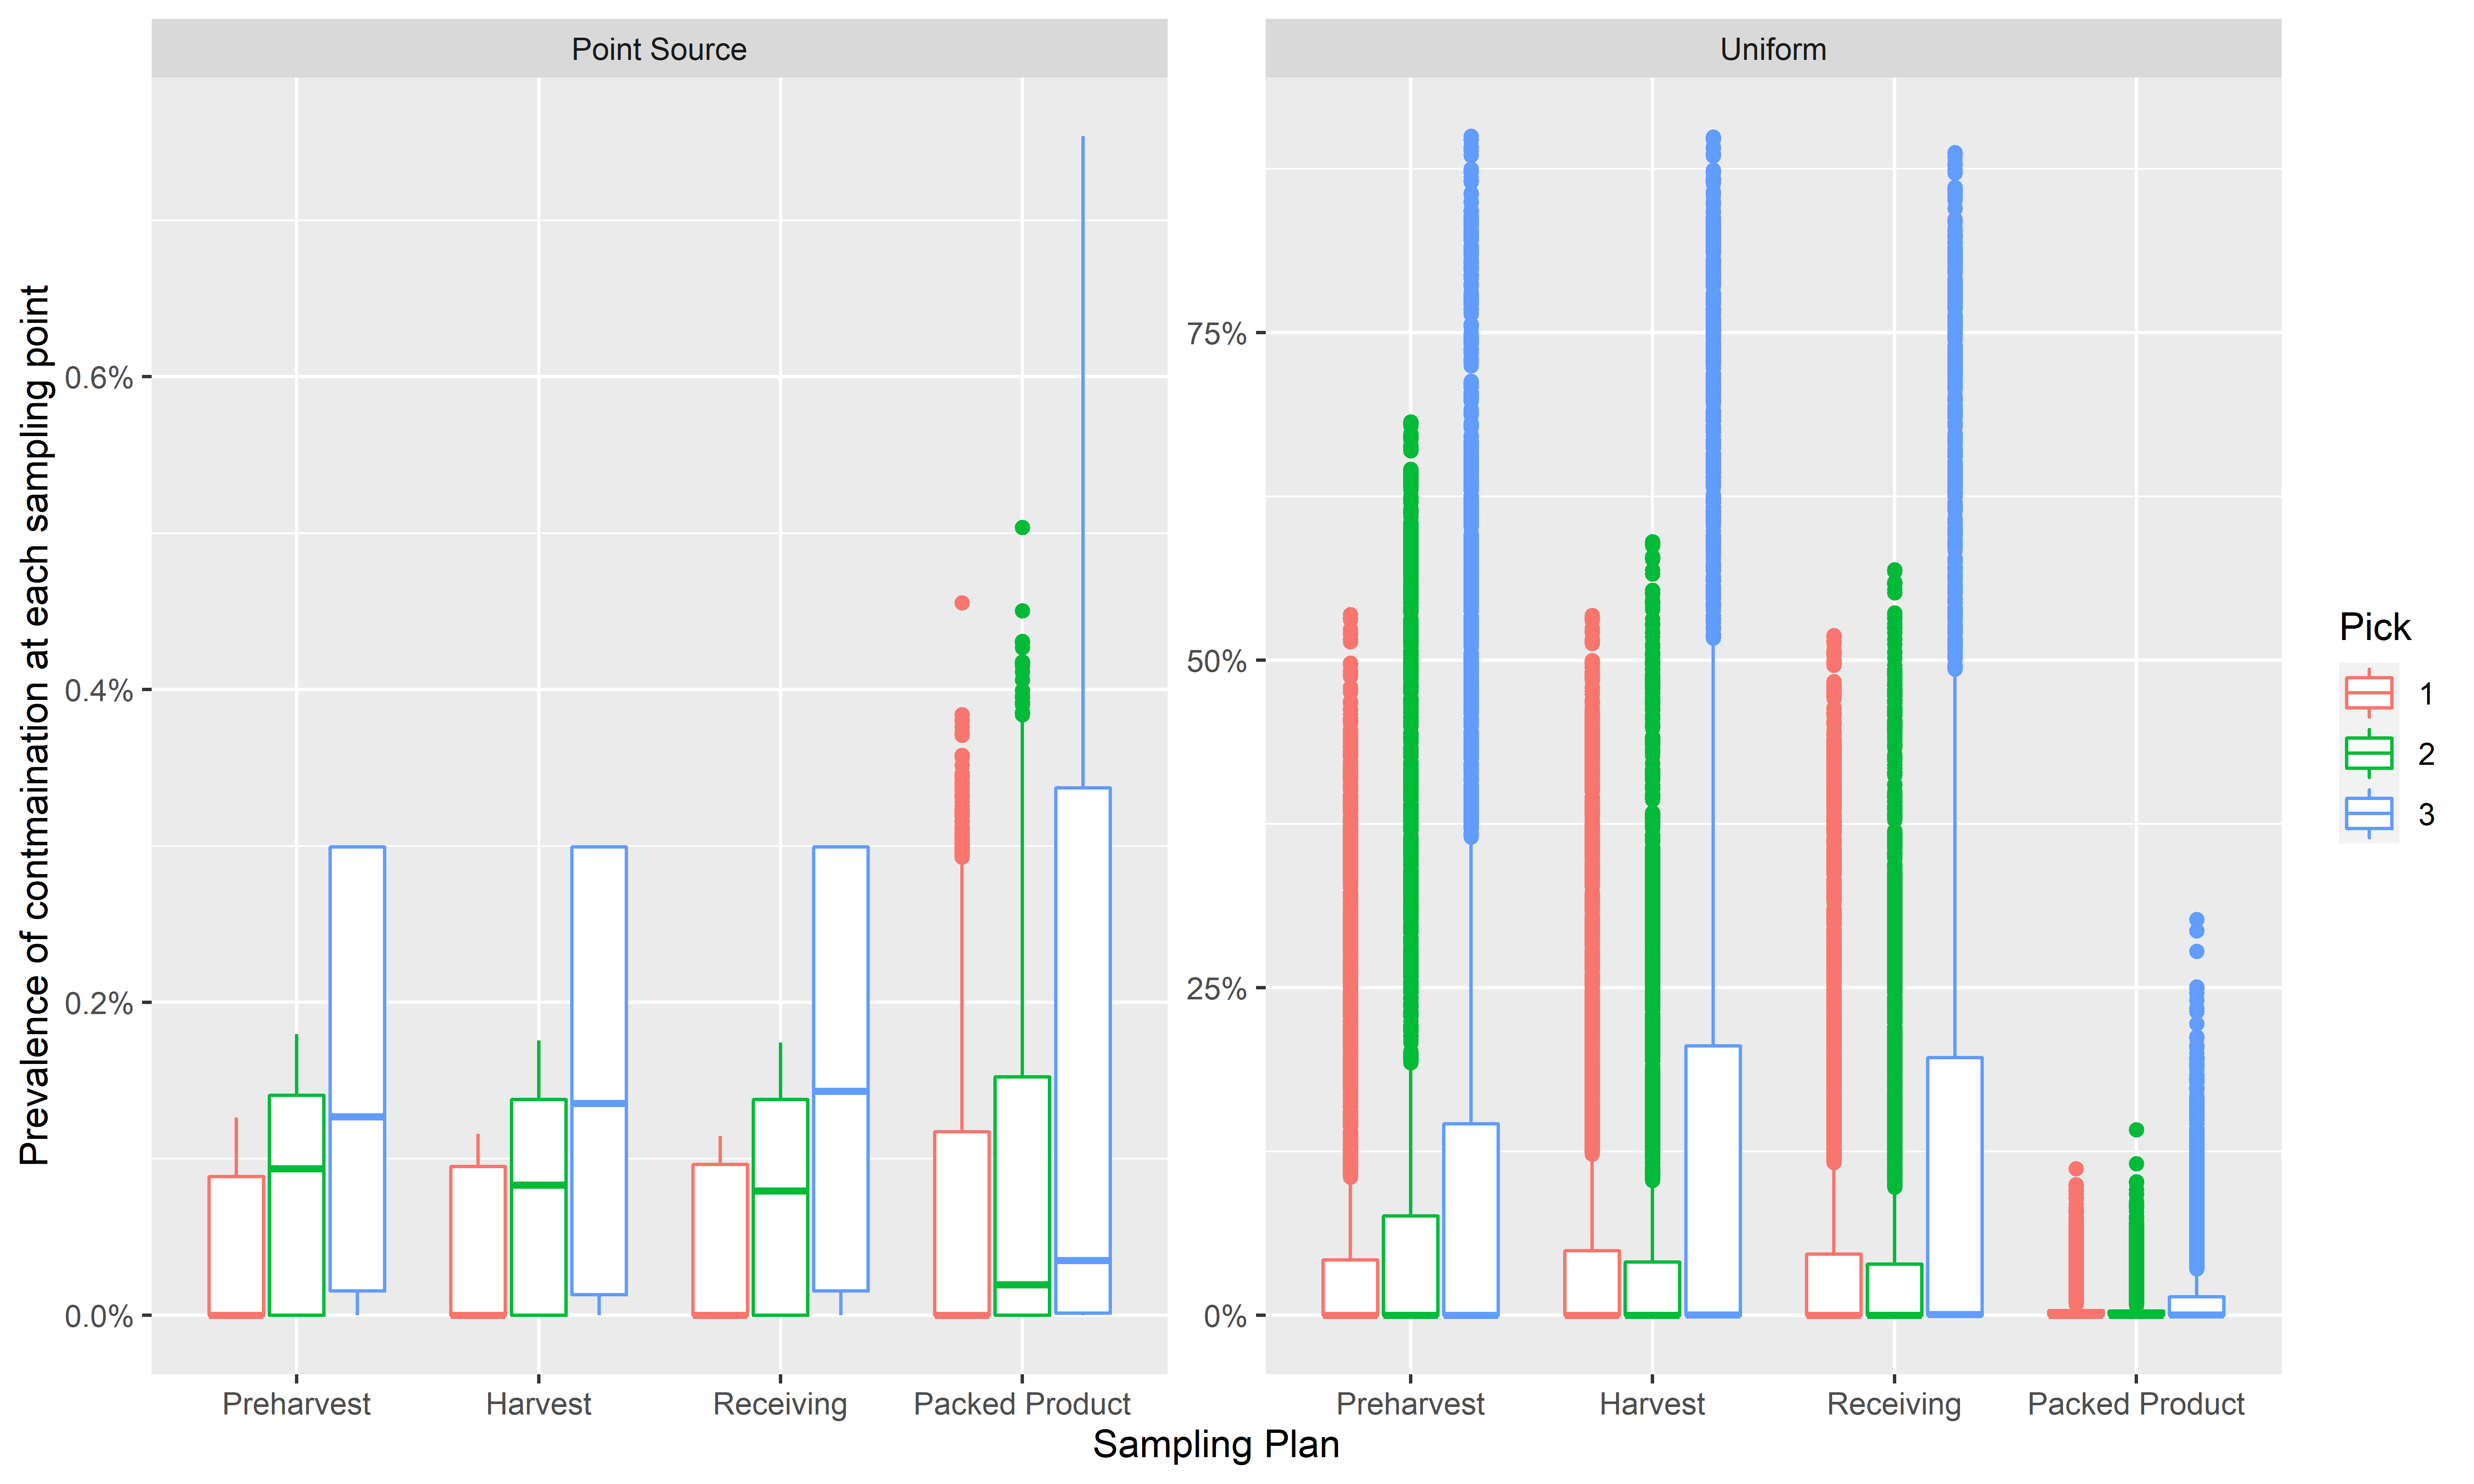 Point Source
Uniform
Prevalence of contmaination at each sampling point
0.6%
0.4%
0.2%
0.0%
75%
50%
25%
0%
Preharvest
Harvest
Receiving
Packed Product
Preharvest
Harvest
Receiving
Packed Product
Sampling Plan
Pick
1
2
3